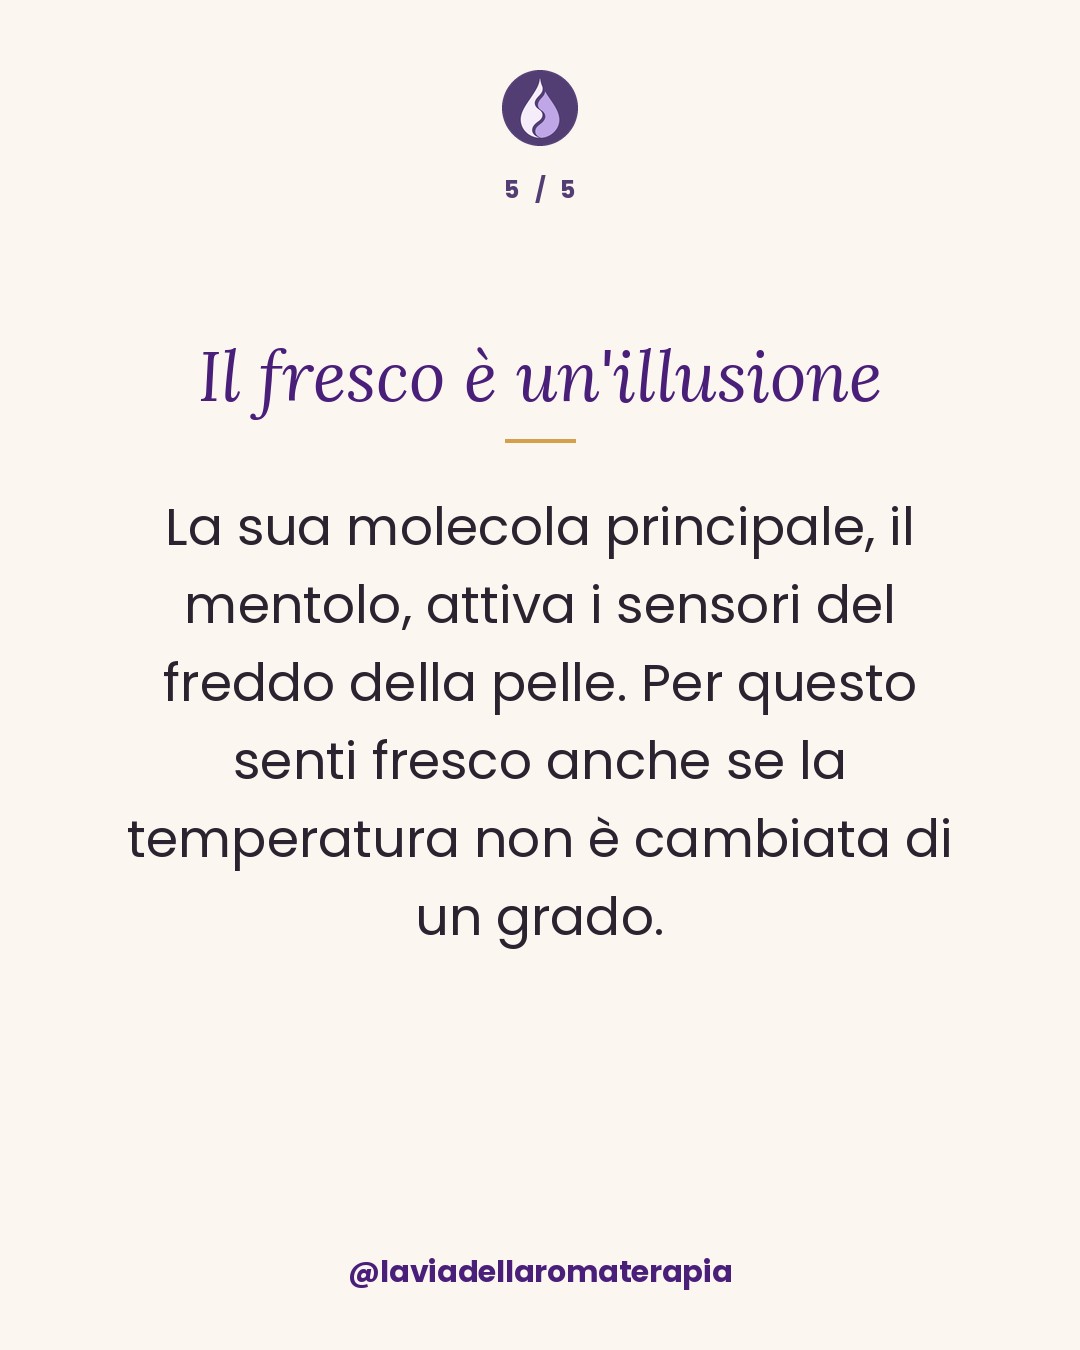 5 / 5
Il fresco è un'illusione
La sua molecola principale, il
mentolo, attiva i sensori del
freddo della pelle. Per questo
senti fresco anche se la
temperatura non è cambiata di
un grado.
@laviadellaromaterapia